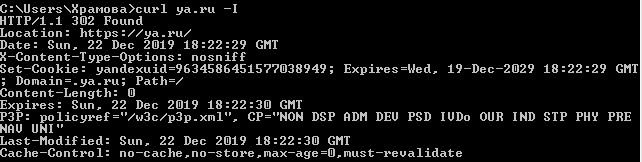 C:\Users\Храмова>curl ya.ru -I
HTTP/1.1 302 Found
Location: https://ya.ru/
Date: Sun, 22 Dec 2019 18:22:29 GMT
X-Content-Type-Options: nosniff
Set-Cookie: yandexuid=9634586451577038949; Expires=Wed, 19-Dec-2029 18:22:29 GMT
; Domain=.ya.ru; Path=/
Content-Length: 0
Expires: Sun, 22 Dec 2019 18:22:30 GMT
P3P: policyref="/w3c/p3p.xml", CP="NON DSP ADM DEV PSD IVDo OUR IND STP PHY PRE
NAV UNI"
Last-Modified: Sun, 22 Dec 2019 18:22:30 GMT
Cache-Control: no-cache,no-store,max-age=0,must-revalidate